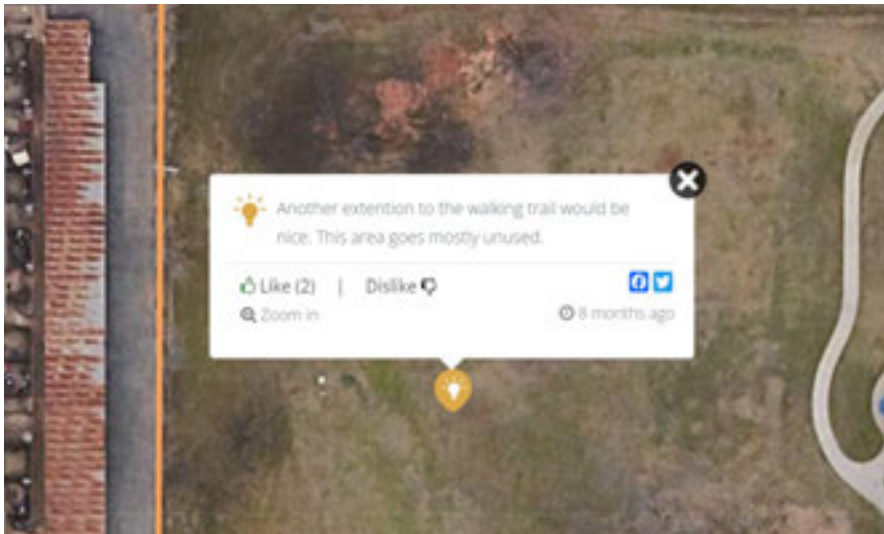 Another extention to the walking trail would be
nice. This area goes mostly unused.
Like (2) | Dislike
Zoom in
8 months ago